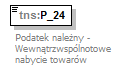 tns:P_24
Podatek należny -
Wewnątrzwspólnotowe
nabycie towarów